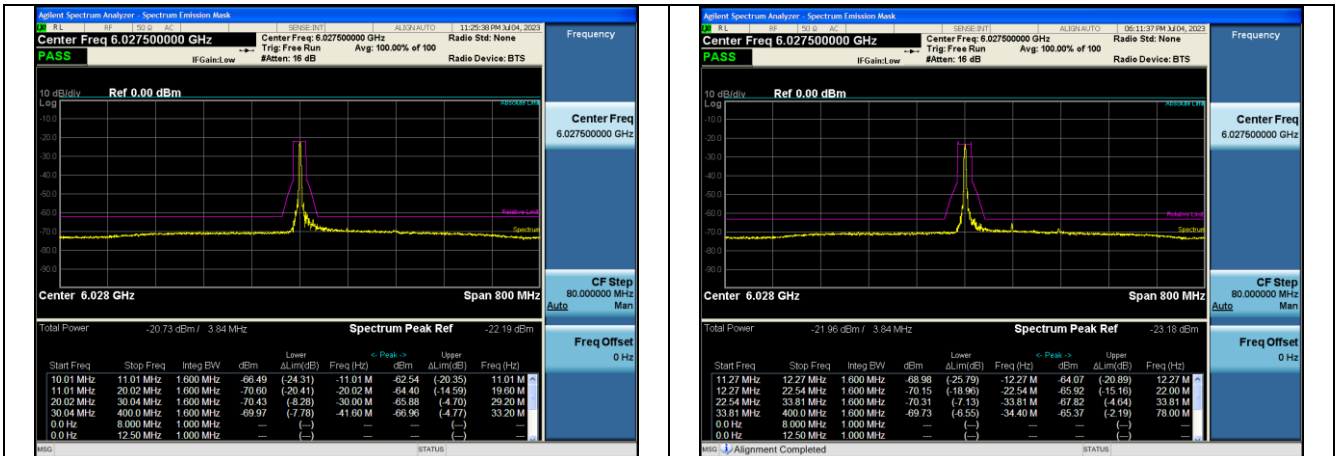 Agilent Spectrum Analyzer - Spectrum Emission Mask
RL RF 50 Ω AC SENSE:INT ALIGNAUTO 11:25:38 PM Jul 04, 2023
Center Freq 6.027500000 GHz
Center Freq: 6.027500000 GHz
Radio Std: None
Trig: Free Run Avg: 100.00% of 100
PASS
IFGain:Low
#Atten: 16 dB
Radio Device: BTS
10 dB/div Ref 0.00 dBm
Log
Absolute Limit
-10.0
-20.0
-30.0
-40.0
-50.0
-60.0
Relative Limit
-70.0
Spectrum
-80.0
-90.0
Center 6.028 GHz Span 800 MHz
Total Power -20.73 dBm / 3.84 MHz Spectrum Peak Ref -22.19 dBm
Lower <- Peak -> Upper
Start Freq Stop Freq Integ BW dBm ΔLim(dB) Freq (Hz) dBm ΔLim(dB) Freq (Hz)
10.01 MHz 11.01 MHz 1.600 MHz -66.49 (-24.31) -11.01 M -62.54 (-20.35) 11.01 M
11.01 MHz 20.02 MHz 1.600 MHz -70.60 (-20.41) -20.02 M -64.40 (-14.59) 19.60 M
20.02 MHz 30.04 MHz 1.600 MHz -70.43 (-8.28) -30.00 M -65.88 (-4.70) 29.20 M
30.04 MHz 400.0 MHz 1.600 MHz -69.97 (-7.78) -41.60 M -66.96 (-4.77) 33.20 M
0.0 Hz 8.000 MHz 1.000 MHz --- (---) --- (---)
0.0 Hz 12.50 MHz 1.000 MHz --- (---) --- (---)
MSG STATUS
Frequency
Center Freq
6.027500000 GHz
CF Step
80.000000 MHz
Auto Man
Freq Offset
0 Hz
Agilent Spectrum Analyzer - Spectrum Emission Mask
RL RF 50 Ω AC SENSE:INT ALIGNAUTO 06:11:37 PM Jul 04, 2023
Center Freq 6.027500000 GHz
Center Freq: 6.027500000 GHz
Radio Std: None
Trig: Free Run Avg: 100.00% of 100
PASS
IFGain:Low
#Atten: 16 dB
Radio Device: BTS
10 dB/div Ref 0.00 dBm
Log
Absolute Limit
-10.0
-20.0
-30.0
-40.0
-50.0
-60.0
Relative Limit
-70.0
Spectrum
-80.0
-90.0
Center 6.028 GHz Span 800 MHz
Total Power -21.96 dBm / 3.84 MHz Spectrum Peak Ref -23.18 dBm
Lower <- Peak -> Upper
Start Freq Stop Freq Integ BW dBm ΔLim(dB) Freq (Hz) dBm ΔLim(dB) Freq (Hz)
11.27 MHz 12.27 MHz 1.600 MHz -68.98 (-25.79) -12.27 M -64.07 (-20.89) 12.27 M
12.27 MHz 22.54 MHz 1.600 MHz -70.15 (-18.96) -22.54 M -65.92 (-15.16) 22.00 M
22.54 MHz 33.81 MHz 1.600 MHz -70.31 (-7.13) -33.81 M -67.82 (-4.64) 33.81 M
33.81 MHz 400.0 MHz 1.600 MHz -69.73 (-6.55) -34.40 M -65.37 (-2.19) 78.00 M
0.0 Hz 8.000 MHz 1.000 MHz --- (---) --- (---)
0.0 Hz 12.50 MHz 1.000 MHz --- (---) --- (---)
MSG Alignment Completed STATUS
Frequency
Center Freq
6.027500000 GHz
CF Step
80.000000 MHz
Auto Man
Freq Offset
0 Hz